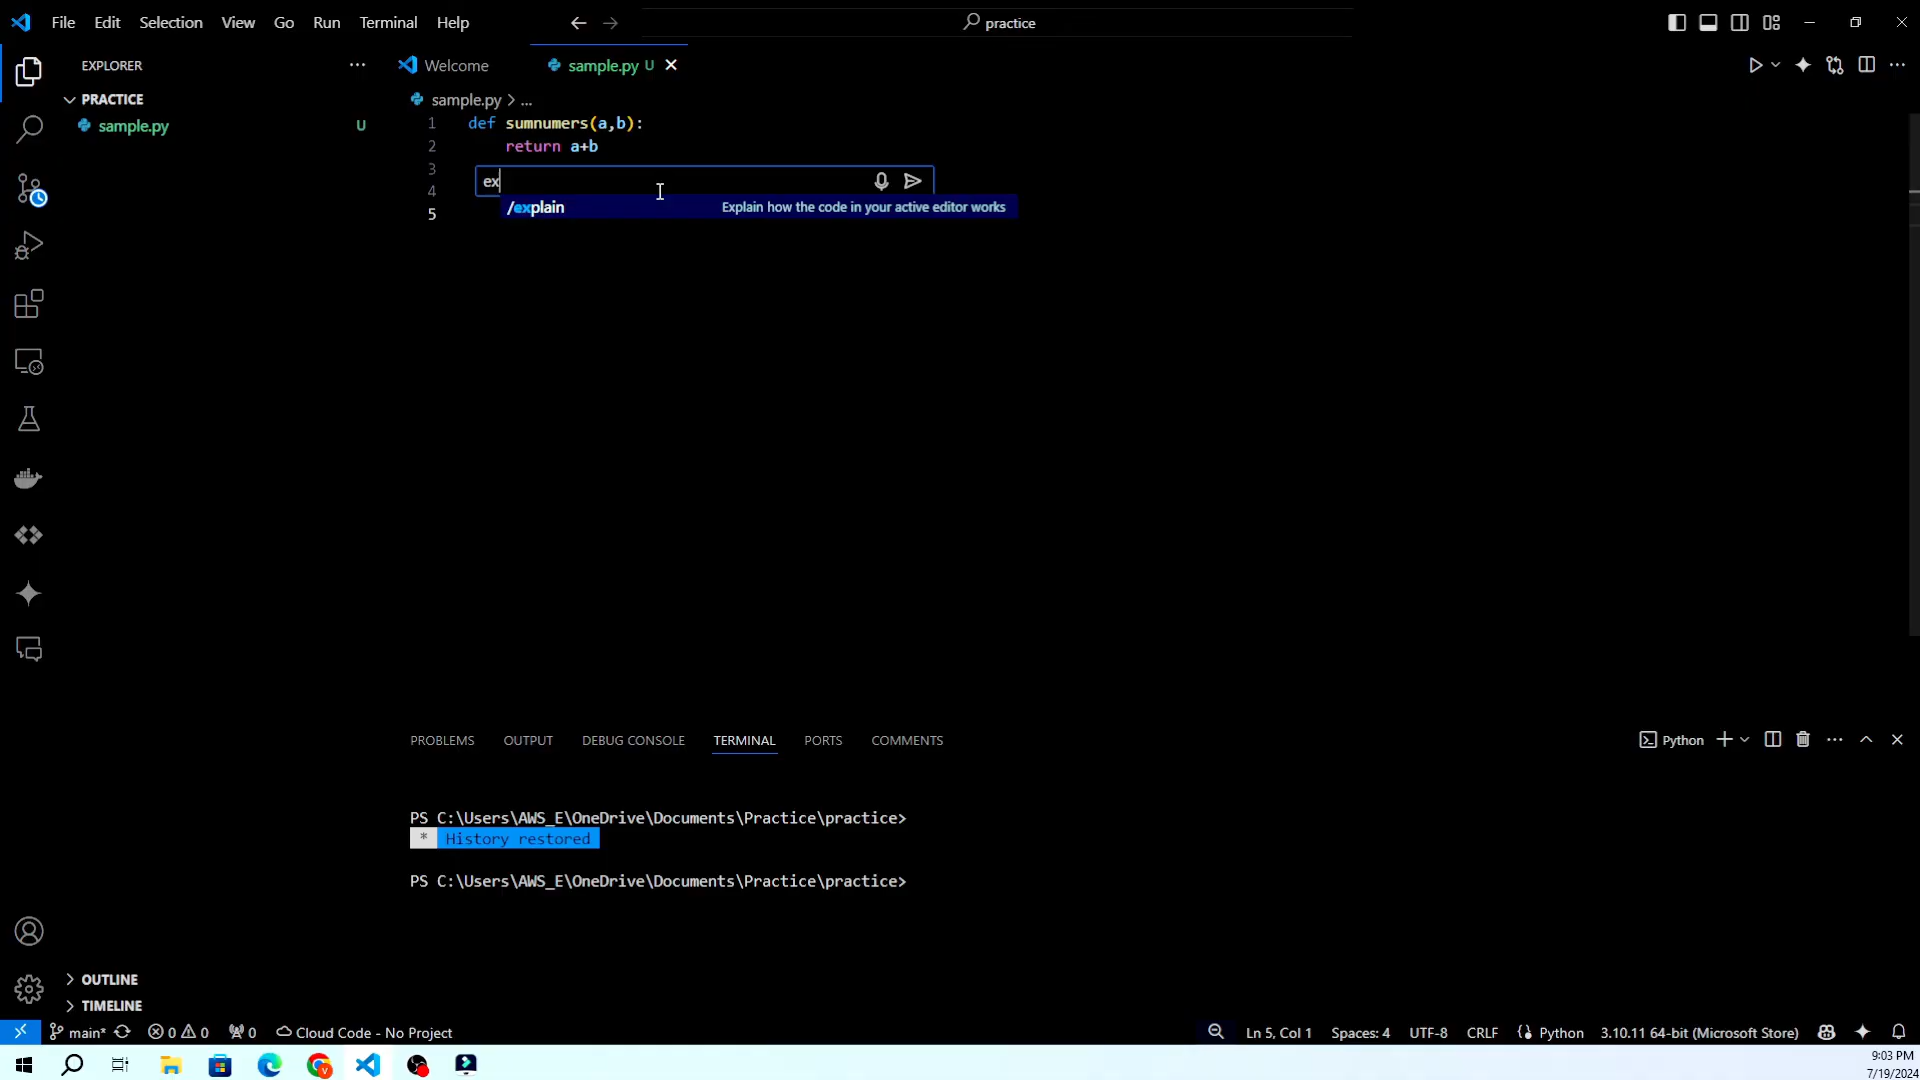 File Edit Selection View Go Run Terminal Help
practice
EXPLORER
Welcome
sample.py U
PRACTICE
sample.py > ...
sample.py U
1 def sumnumers(a,b):
2 return a+b
3
4
5
ex
/explain Explain how the code in your active editor works
PROBLEMS OUTPUT DEBUG CONSOLE TERMINAL PORTS COMMENTS
Python
PS C:\Users\AWS_E\OneDrive\Documents\Practice\practice>
* History restored
PS C:\Users\AWS_E\OneDrive\Documents\Practice\practice>
OUTLINE
TIMELINE
main* 0 0 0 Cloud Code - No Project
Ln 5, Col 1 Spaces: 4 UTF-8 CRLF Python 3.10.11 64-bit (Microsoft Store)
9:03 PM
7/19/2024